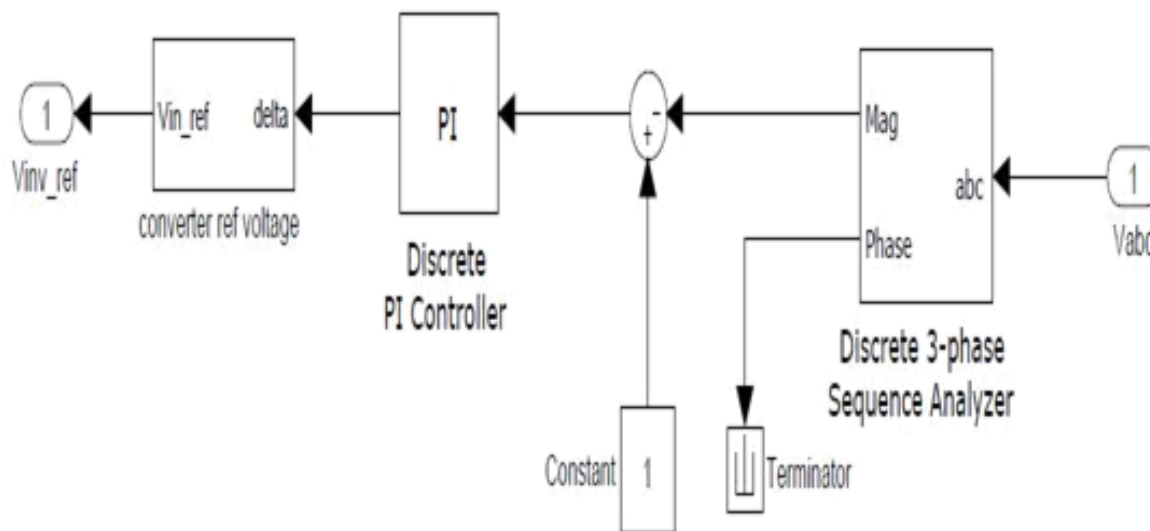 1
Vinv_ref
Vin_ref
delta
converter ref voltage
PI
Discrete
PI Controller
-
+
Constant
1
Mag
Phase
abc
Discrete 3-phase
Sequence Analyzer
Terminator
1
Vabc